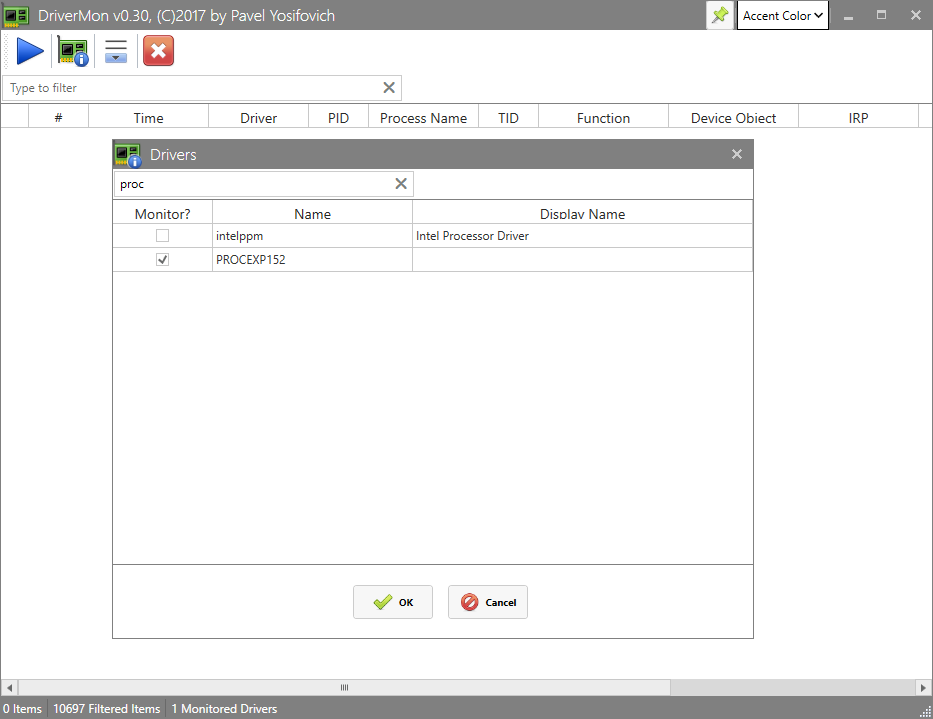 DriverMon v0.30, (C)2017 by Pavel Yosifovich
Accent Color
Type to filter
# Time Driver PID Process Name TID Function Device Object IRP
Drivers
proc
Monitor? Name Display Name
intelppm Intel Processor Driver
PROCEXP152
OK Cancel
0 Items 10697 Filtered Items 1 Monitored Drivers